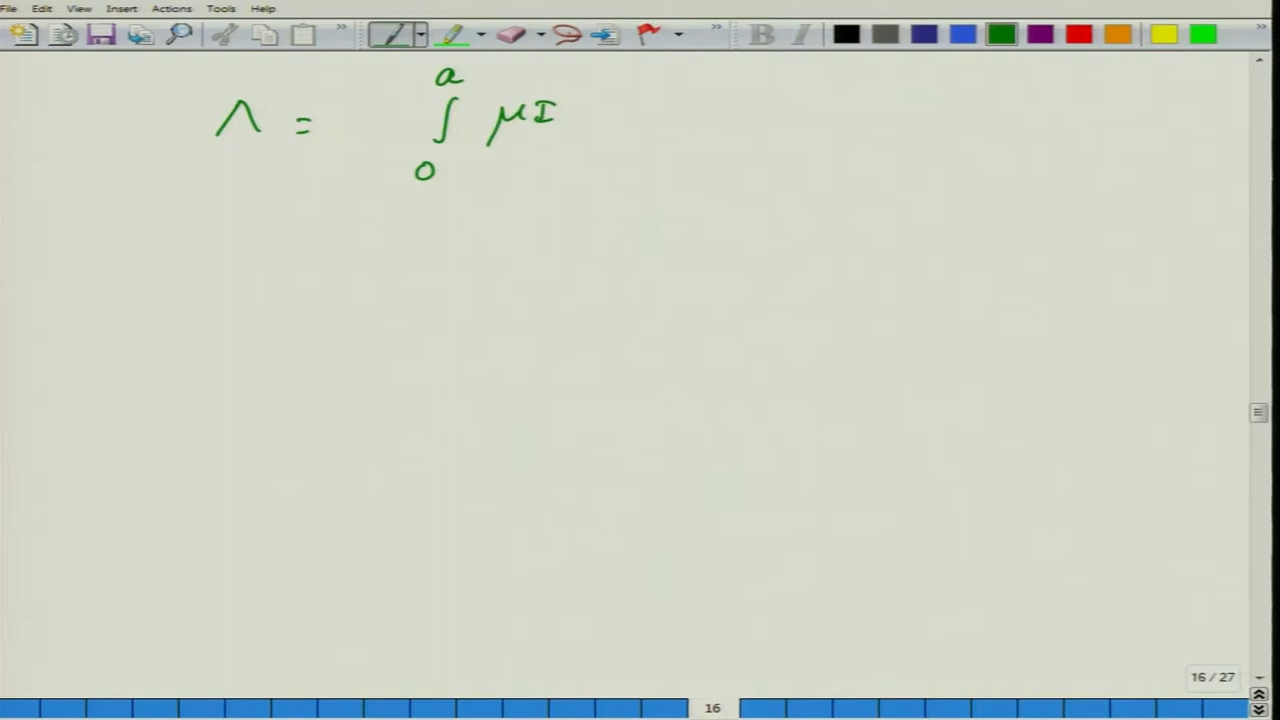 File Edit View Insert Actions Tools Help
B I
a
Λ = ∫ μI
0
16 / 27
16